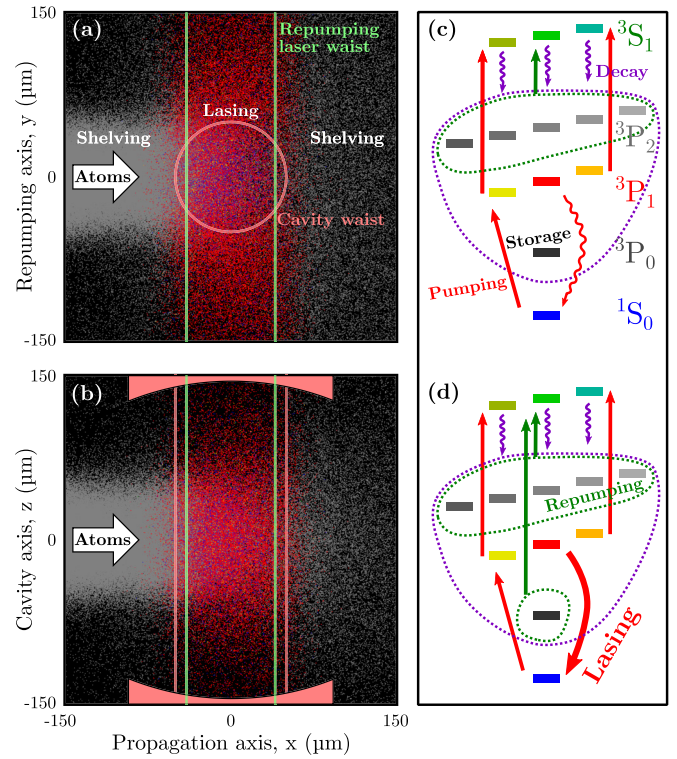 (a)
Repumping
laser waist
Lasing
Shelving
Shelving
Atoms
Cavity waist
150
0
-150
Repumping axis, y (µm)
(b)
Atoms
150
0
-150
Cavity axis, z (µm)
-150
0
150
Propagation axis, x (µm)
(c)
³S₁
Decay
³P₂
³P₁
Storage
³P₀
Pumping
¹S₀
(d)
Repumping
Lasing